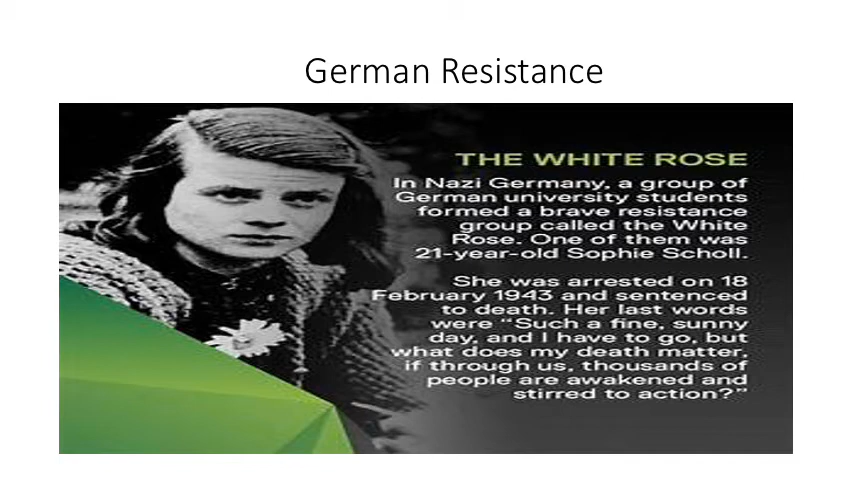 German Resistance
THE WHITE ROSE
In Nazi Germany, a group of
German university students
formed a brave resistance
group called the White
Rose. One of them was
21-year-old Sophie Scholl.
She was arrested on 18
February 1943 and sentenced
to death. Her last words
were “Such a fine, sunny
day, and I have to go, but
what does my death matter,
if through us, thousands of
people are awakened and
stirred to action?”